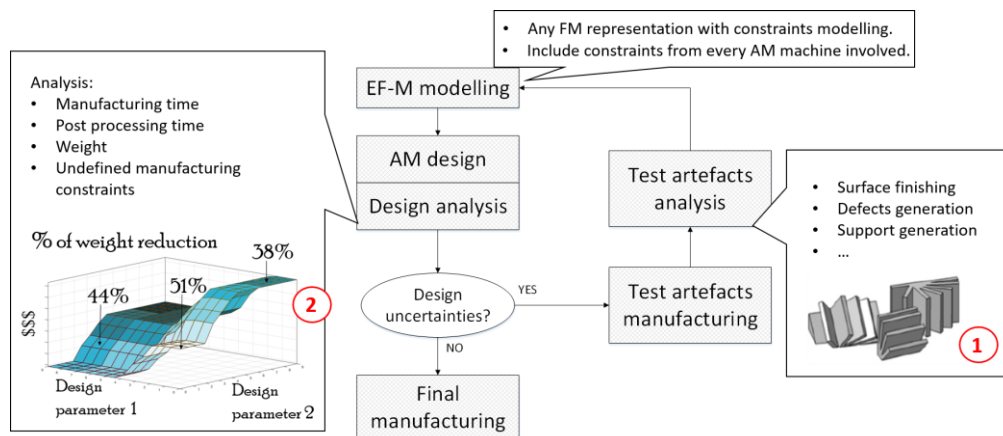 • Any FM representation with constraints modelling.
• Include constraints from every AM machine involved.
EF-M modelling
Analysis:
• Manufacturing time
• Post processing time
• Weight
• Undefined manufacturing
constraints
% of weight reduction
38%
51%
44%
$$$
Design
parameter 1
Design
parameter 2
2
AM design
Design analysis
Design
uncertainties?
YES
NO
Final
manufacturing
Test artefacts
analysis
Test artefacts
manufacturing
• Surface finishing
• Defects generation
• Support generation
• ...
1